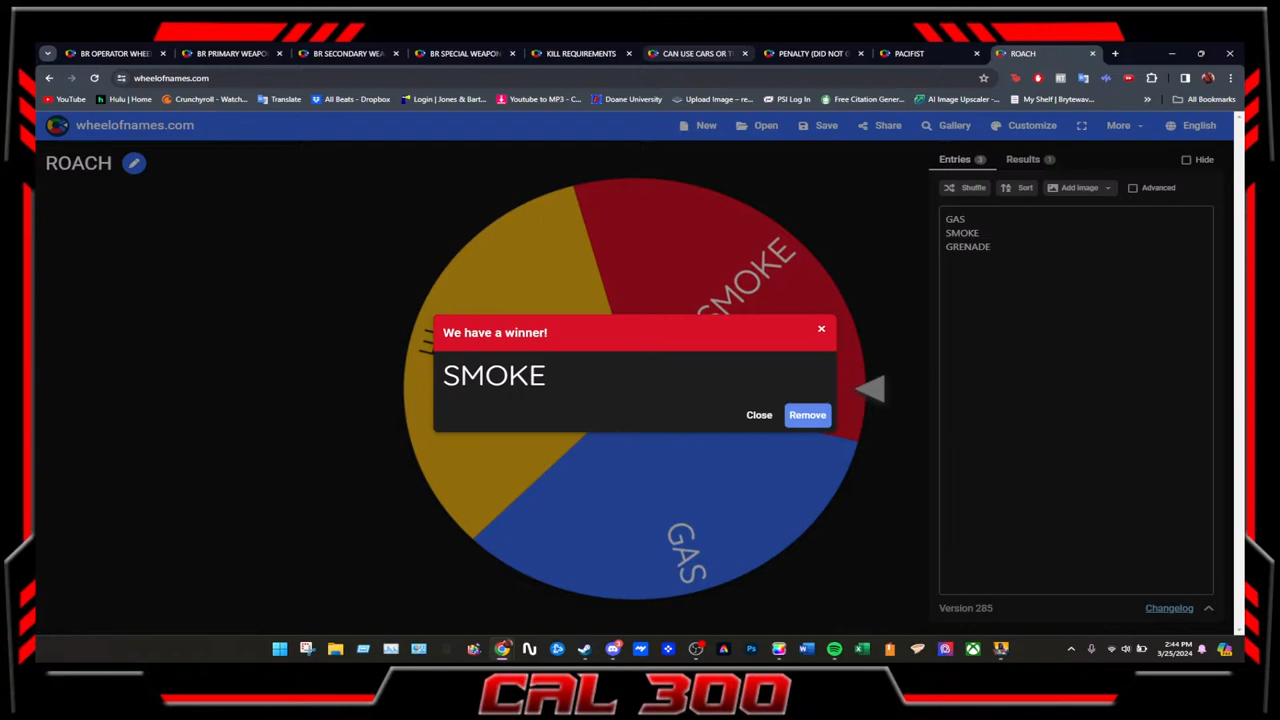 BR OPERATOR WHEE
BR PRIMARY WEAPO
BR SECONDARY WEA
BR SPECIAL WEAPON
KILL REQUIREMENTS
CAN USE CARS OR T
PENALTY (DID NOT G
PACIFIST
ROACH
wheelofnames.com
YouTube
Hulu | Home
Crunchyroll - Watch...
Translate
All Beats - Dropbox
Login | Jones & Bart...
Youtube to MP3 - C...
Doane University
Upload Image – re...
PSI Log In
Free Citation Gener...
AI Image Upscaler -...
My Shelf | Brytewav...
All Bookmarks
wheelofnames.com
New
Open
Save
Share
Gallery
Customize
More
English
ROACH
Entries 3
Results 1
Hide
Shuffle
Sort
Add image
Advanced
GAS
SMOKE
GRENADE
SMOKE
We have a winner!
SMOKE
Close
Remove
GAS
Version 285
Changelog
2:44 PM
3/25/2024
CAL 300